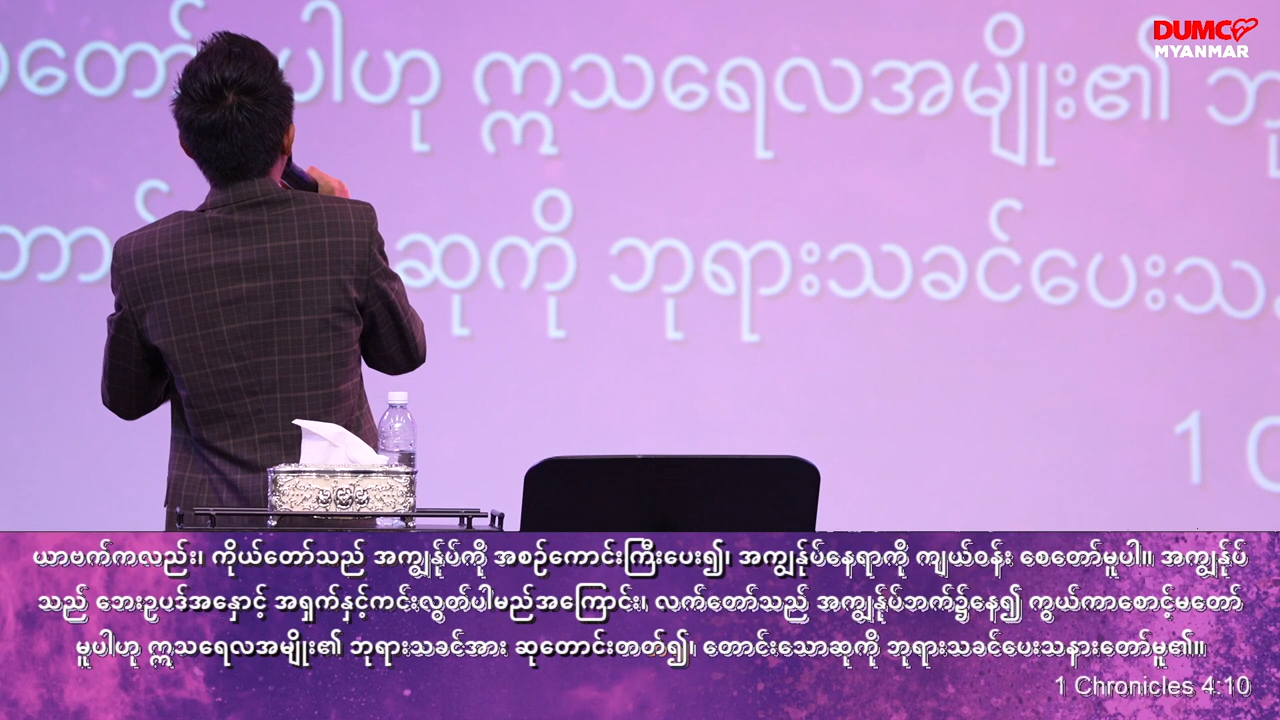 DUMC
MYANMAR
တော်မူပါဟု ဣသရေလအမျိုး၏
ဆုကို ဘုရားသခင်ပေးသနား
1
ယာဗက်ကလည်း၊ ကိုယ်တော်သည် အကျွန်ုပ်ကို အစဉ်ကောင်းကြီးပေး၍၊ အကျွန်ုပ်နေရာကို ကျယ်ဝန်း စေတော်မူပါ။ အကျွန်ုပ်
သည် ဘေးဥပဒ်အနှောင့် အရှက်နှင့်ကင်းလွတ်ပါမည်အကြောင်း၊ လက်တော်သည် အကျွန်ုပ်ဘက်၌နေ၍ ကွယ်ကာစောင့်မတော်
မူပါဟု ဣသရေလအမျိုး၏ ဘုရားသခင်အား ဆုတောင်းတတ်၍၊ တောင်းသောဆုကို ဘုရားသခင်ပေးသနားတော်မူ၏။
1 Chronicles 4:10